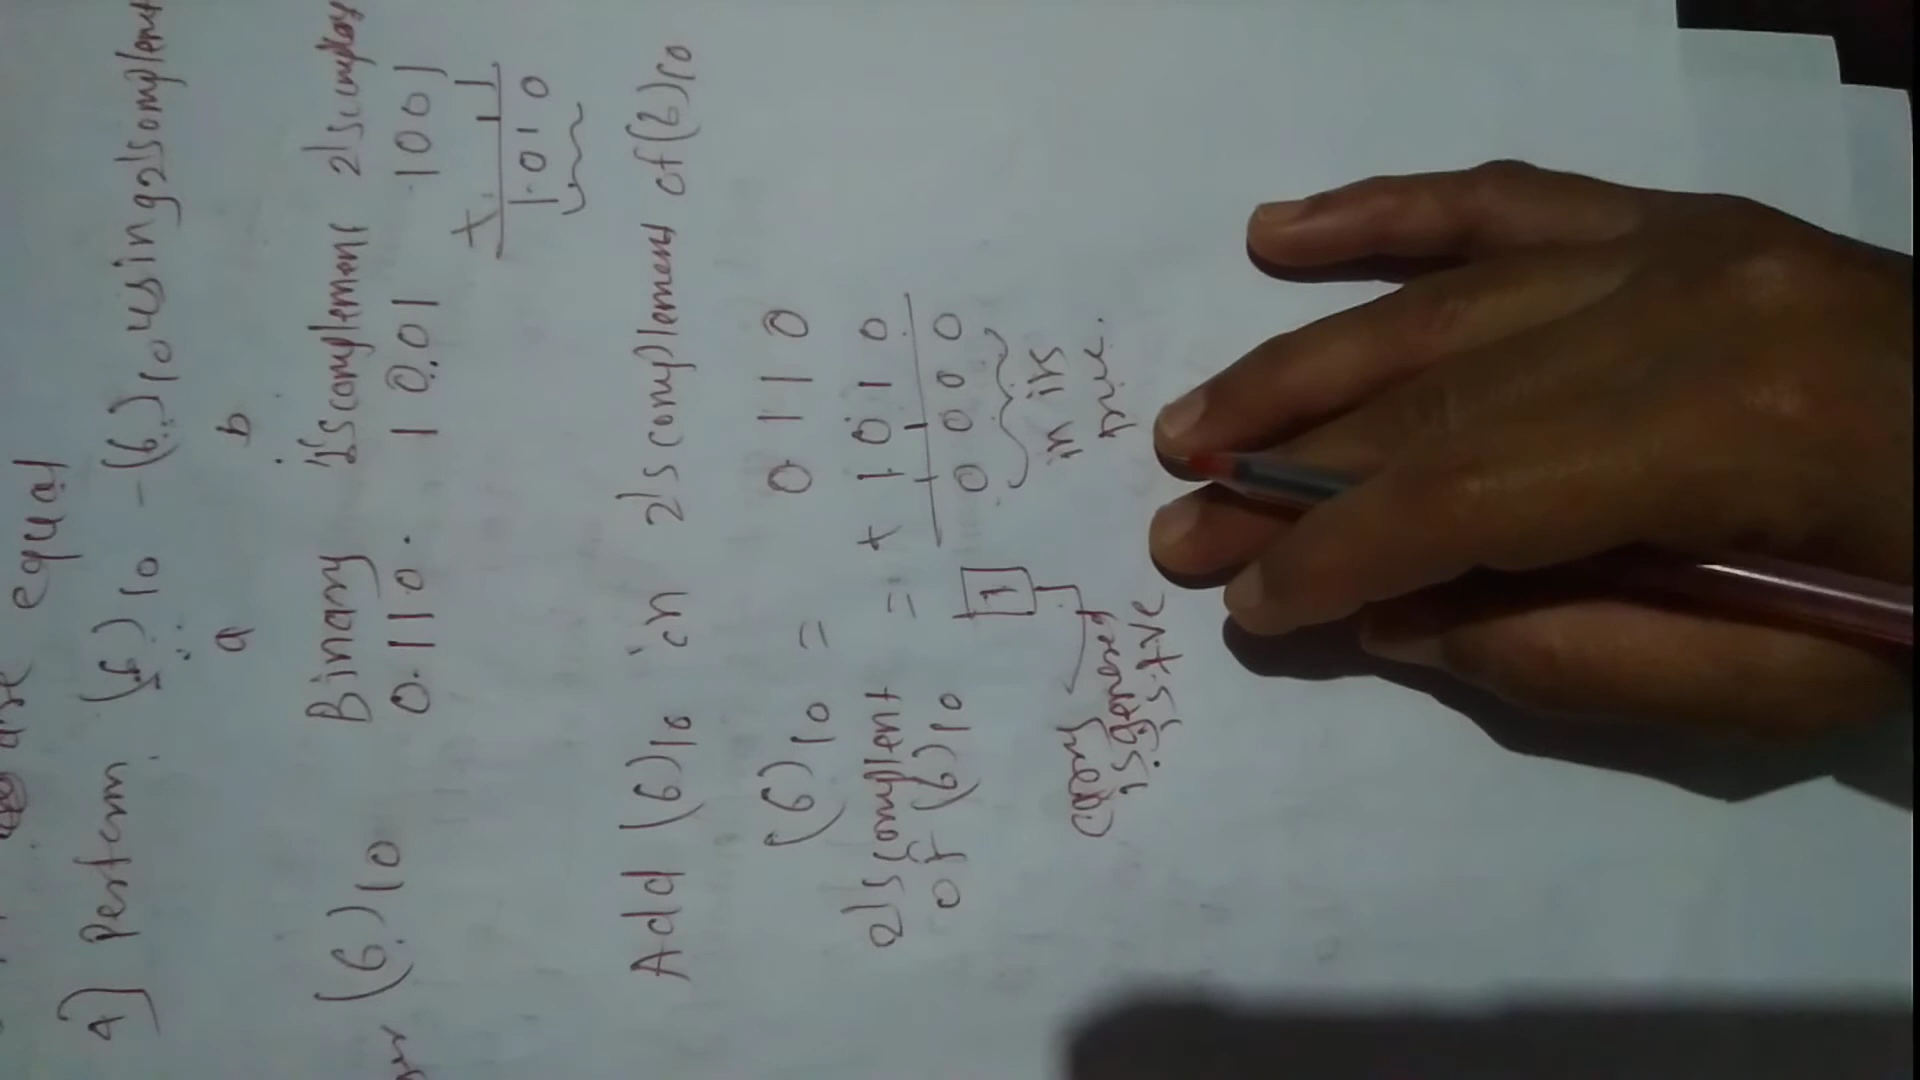 are equal
4) Perform (6)10 - (6)10 using 2's complement
a b
Binary 1's complement 2's complement
(6)10 0110 1001 1001
+ 1
1010
Add (6)10 in 2's complement of (6)10
(6)10 = 0110
2's complement = + 1010
of (6)10
1 0000
Carry in its
is generated true.
is +ve